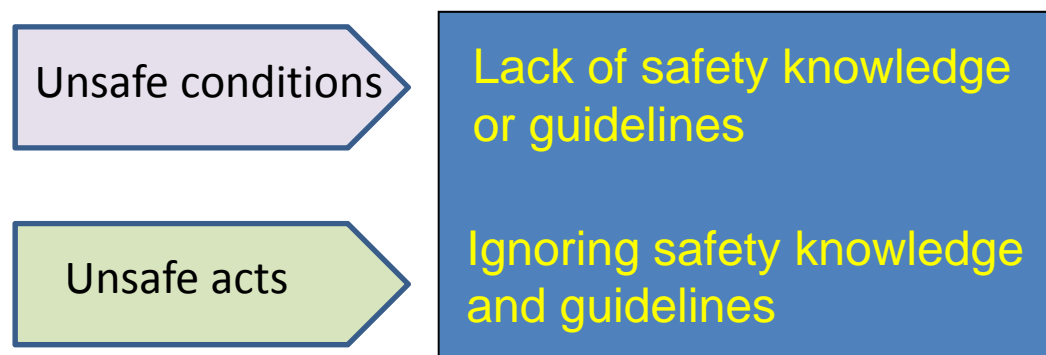 Unsafe conditions
Lack of safety knowledge
or guidelines
Unsafe acts
Ignoring safety knowledge
and guidelines